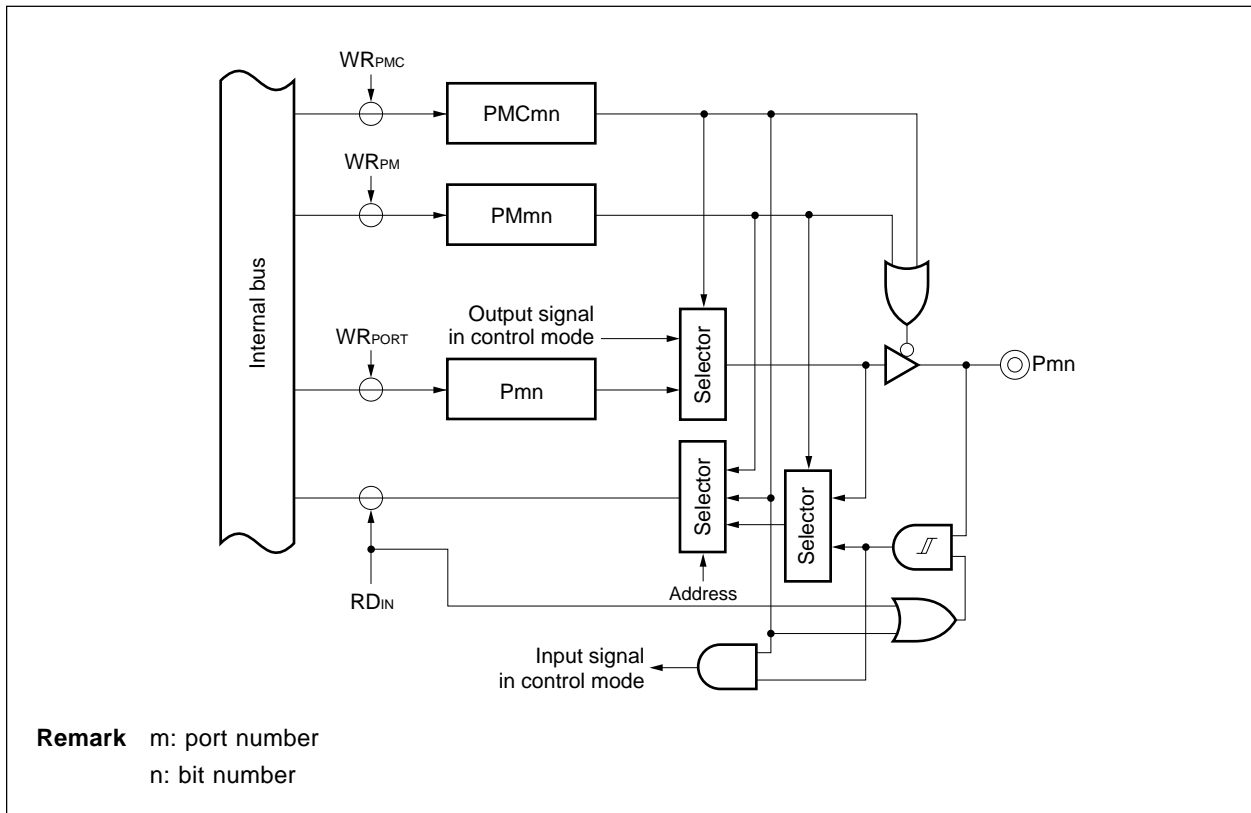 WRPMC
PMCmn
WRPM
PMmn
Internal bus
Output signal
in control mode
WRPORT
Pmn
Selector
Pmn
Selector
Selector
Address
RDIN
Input signal
in control mode
Remark m: port number
n: bit number